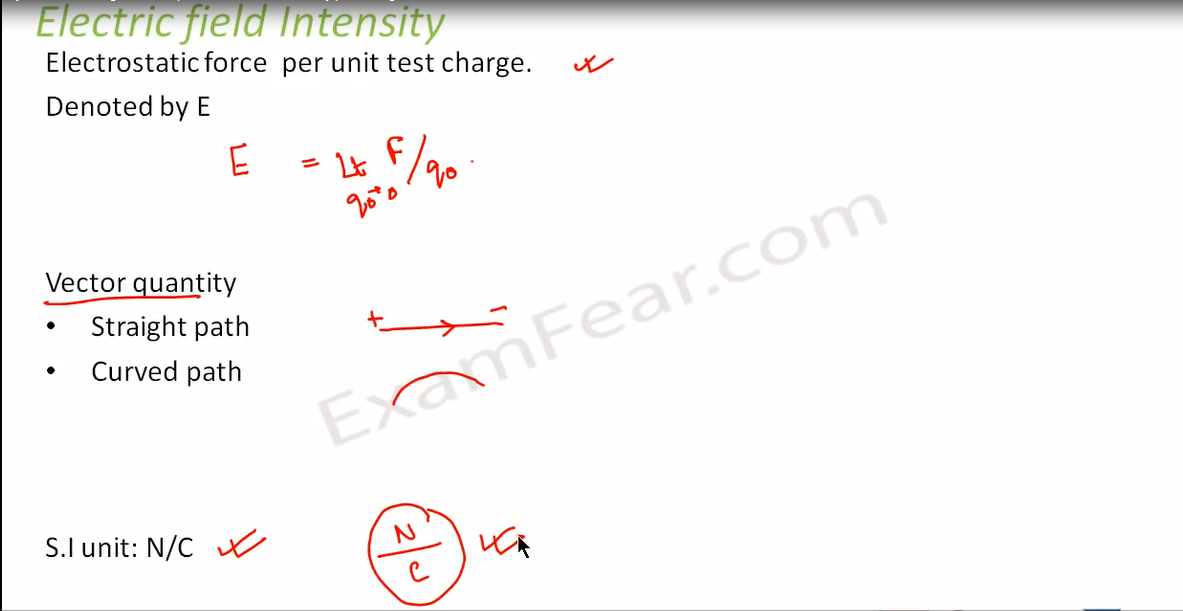 Electric field Intensity
Electrostatic force per unit test charge.
Denoted by E
E = Lt F/q0
q0→0
Vector quantity
• Straight path
+ -
• Curved path
ExamFear.com
S.I unit: N/C
N
C